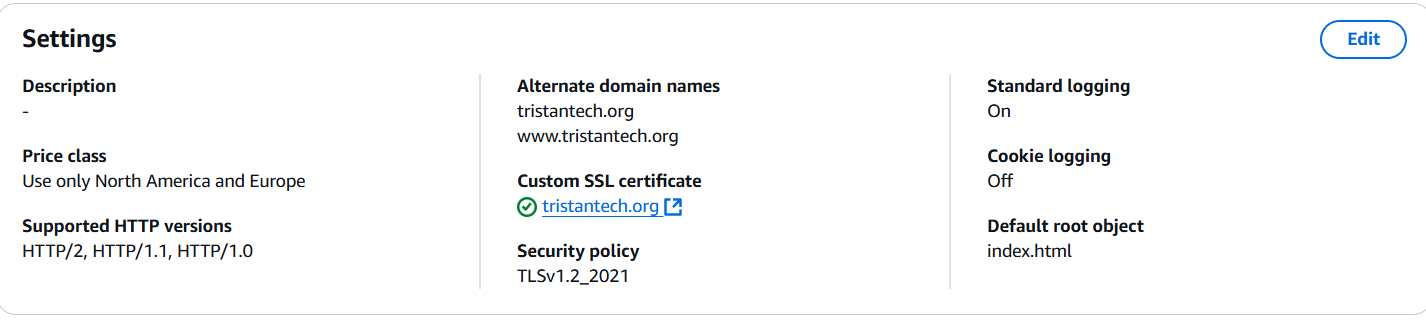 Settings
Edit
Description
-
Price class
Use only North America and Europe
Supported HTTP versions
HTTP/2, HTTP/1.1, HTTP/1.0
Alternate domain names
tristantech.org
www.tristantech.org
Custom SSL certificate
tristantech.org
Security policy
TLSv1.2_2021
Standard logging
On
Cookie logging
Off
Default root object
index.html